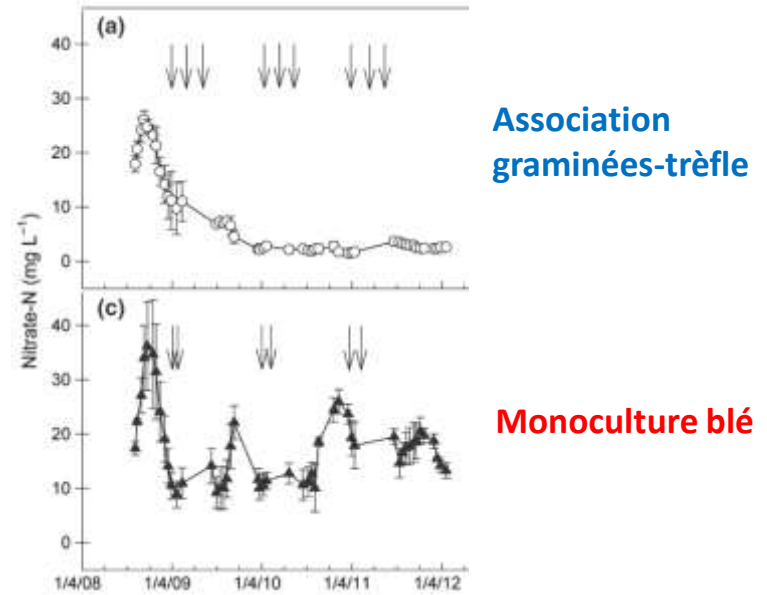 (a)
40
30
20
10
0
Association
graminées-trèfle
Nitrate-N (mg L⁻¹)
(c)
40
30
20
10
0
Monoculture blé
1/4/08 1/4/09 1/4/10 1/4/11 1/4/12